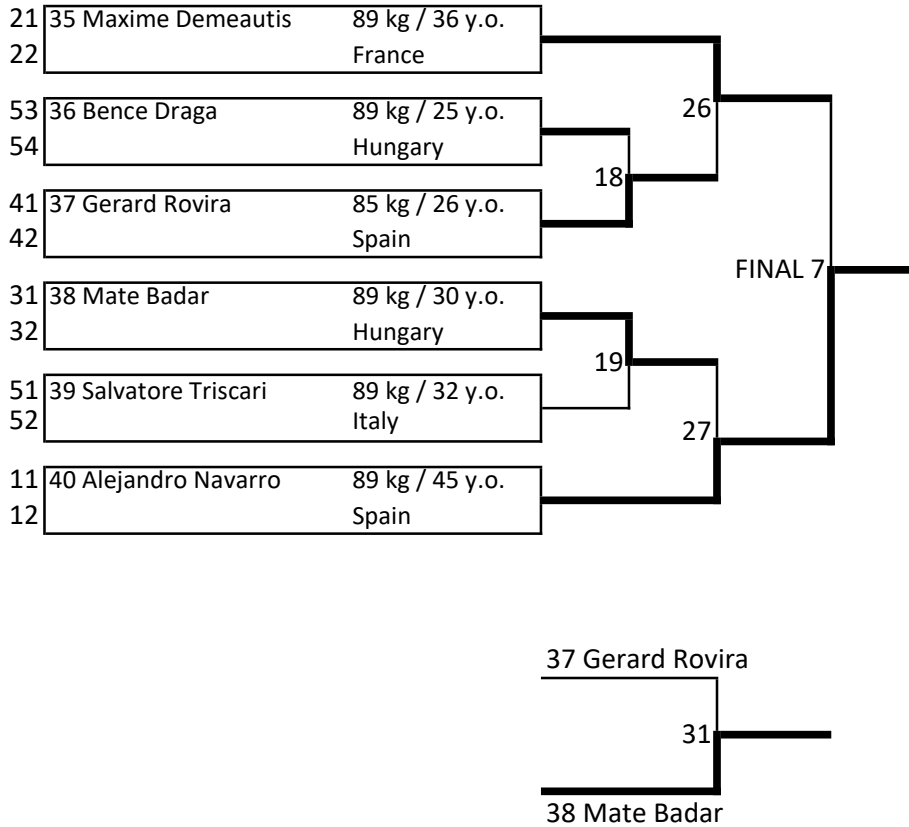 21 35 Maxime Demeautis 89 kg / 36 y.o.
22 France
26
53 36 Bence Draga 89 kg / 25 y.o.
54 Hungary
18
41 37 Gerard Rovira 85 kg / 26 y.o.
42 Spain
FINAL 7
31 38 Mate Badar 89 kg / 30 y.o.
32 Hungary
19
51 39 Salvatore Triscari 89 kg / 32 y.o.
52 Italy
27
11 40 Alejandro Navarro 89 kg / 45 y.o.
12 Spain
37 Gerard Rovira
31
38 Mate Badar